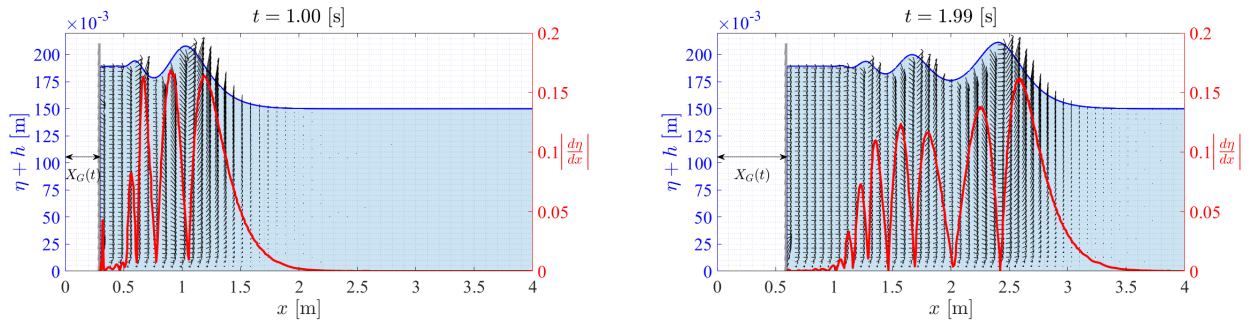 t = 1.00 [s]
×10⁻³
0.2
200
175
150
125
100
75
50
25
0
η + h [m]
X_G(t)
0.15
0.1
0.05
0
|dη/dx|
0 0.5 1 1.5 2 2.5 3 3.5 4
x [m]
t = 1.99 [s]
×10⁻³
0.2
200
175
150
125
100
75
50
25
0
η + h [m]
X_G(t)
0.15
0.1
0.05
0
|dη/dx|
0 0.5 1 1.5 2 2.5 3 3.5 4
x [m]